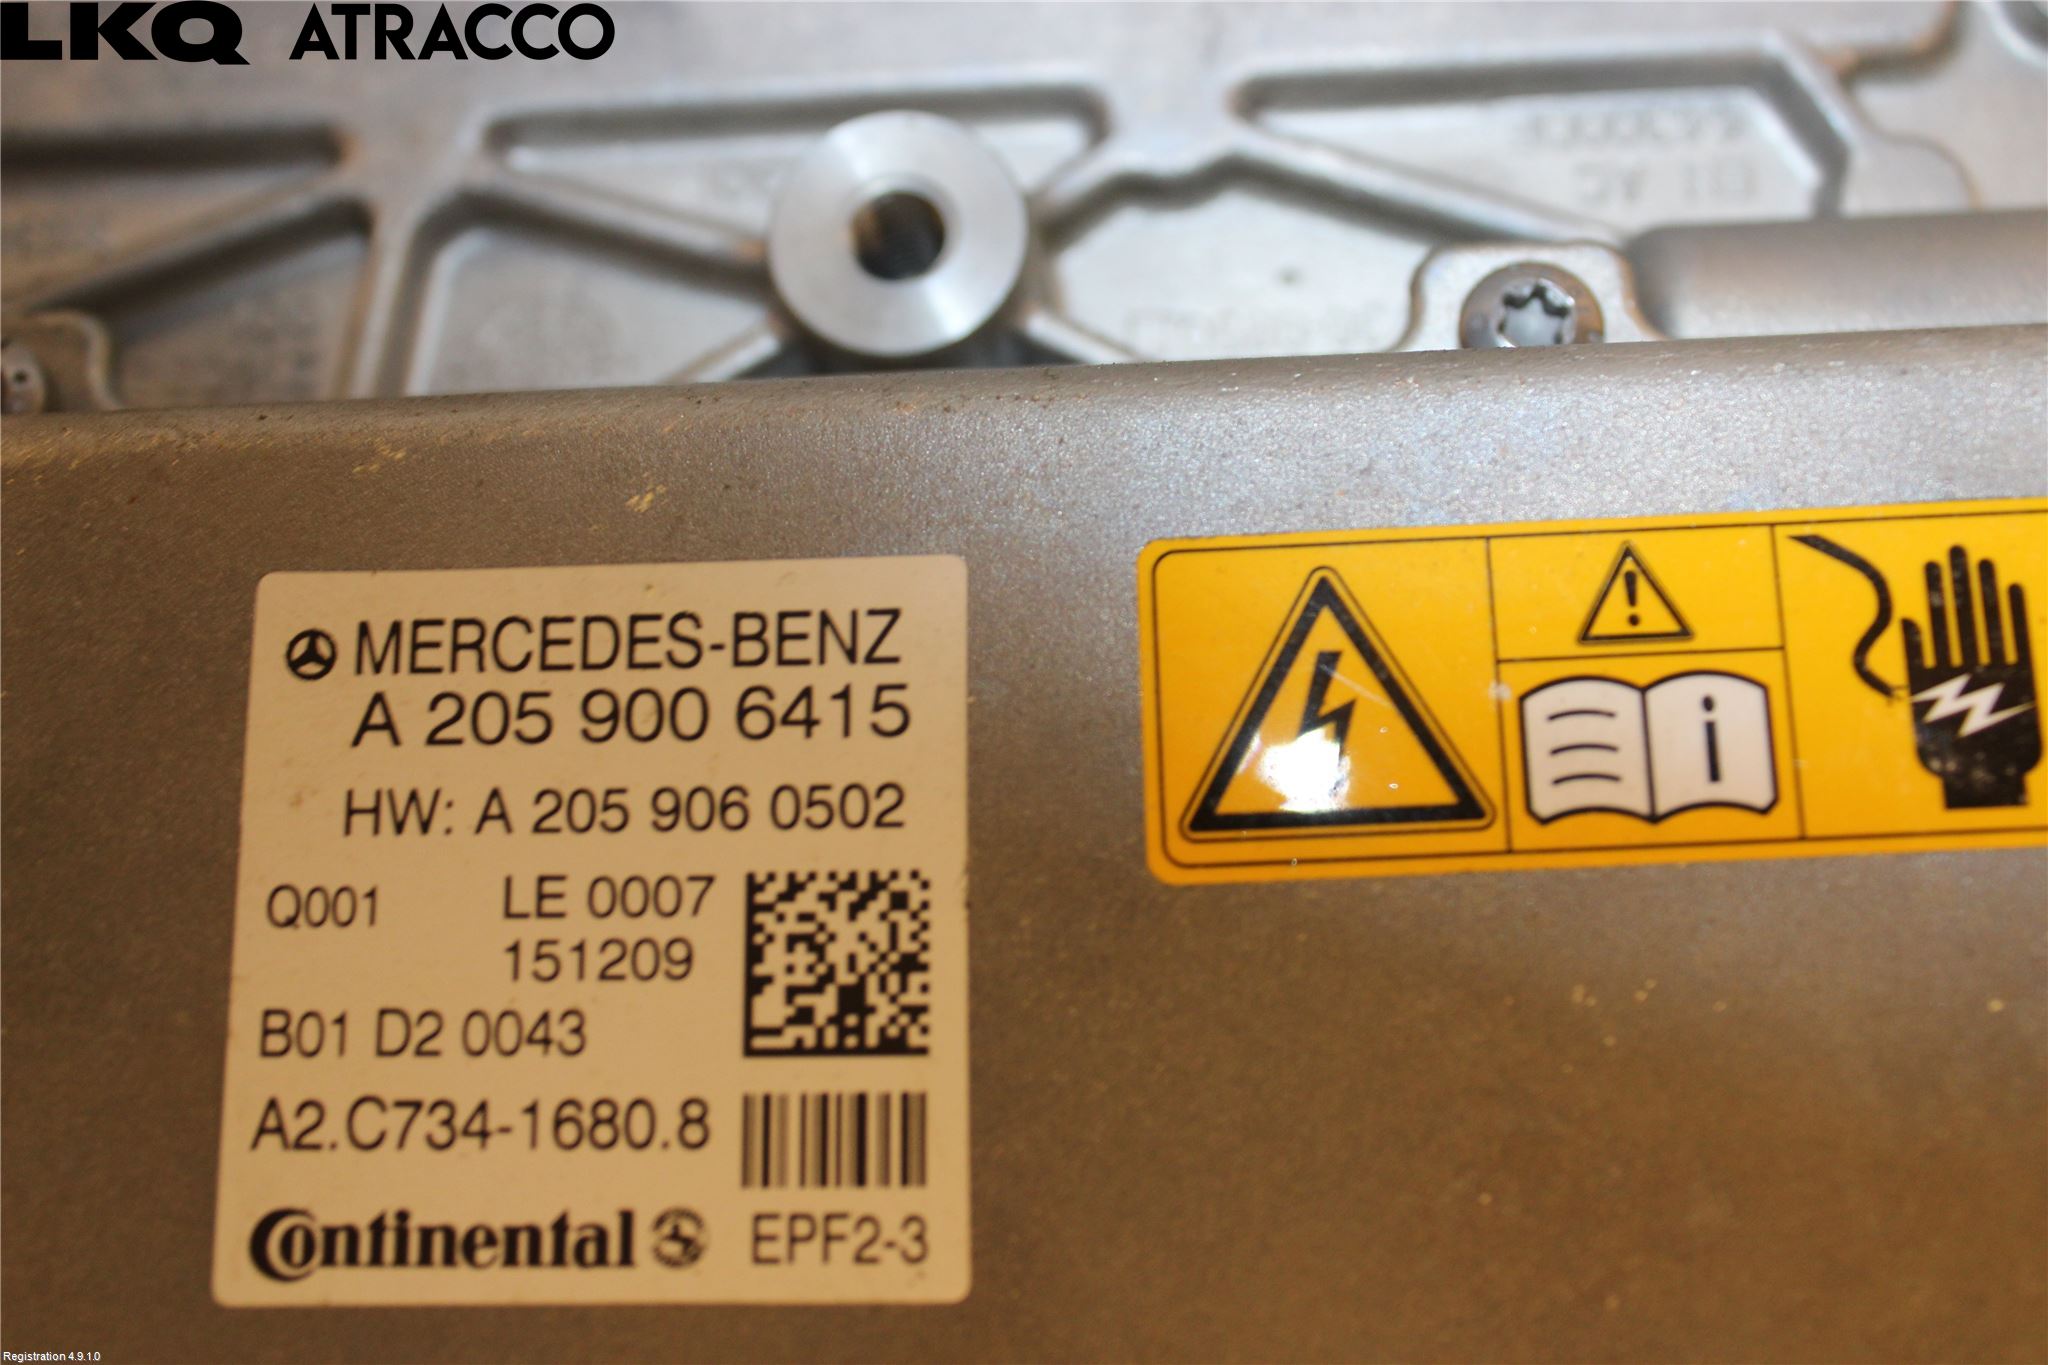 LKQ ATRACCO
MERCEDES-BENZ
A 205 900 6415
HW: A 205 906 0502
Q001 LE 0007
151209
B01 D2 0043
A2.C734-1680.8
Continental EPF2-3
i
Registration 4.9.1.0